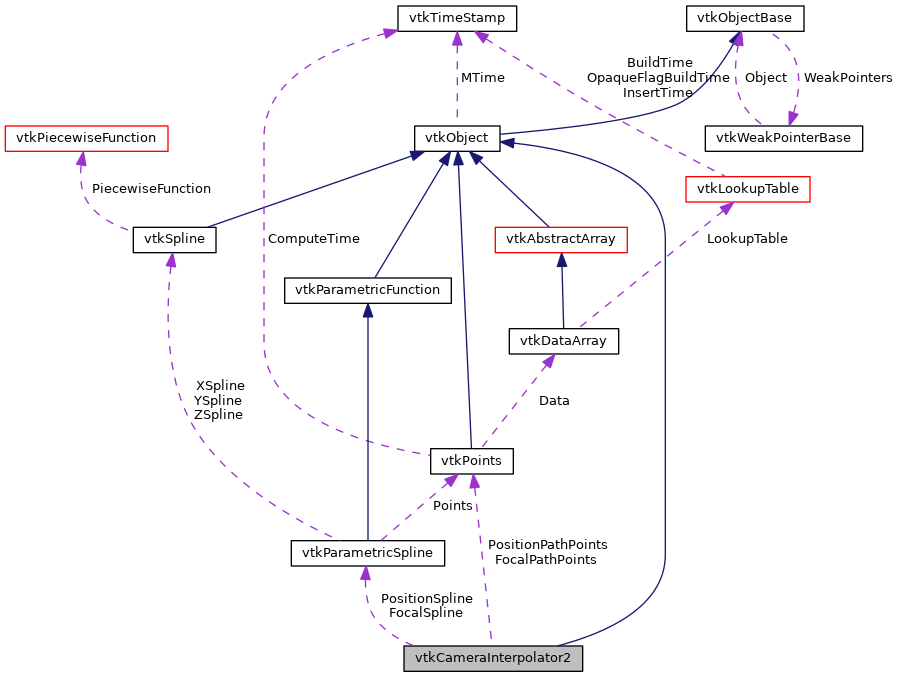 vtkTimeStamp
vtkObjectBase
BuildTime
OpaqueFlagBuildTime
InsertTime
MTime
Object
WeakPointers
vtkPiecewiseFunction
vtkObject
vtkWeakPointerBase
PiecewiseFunction
vtkLookupTable
vtkSpline
ComputeTime
vtkAbstractArray
LookupTable
vtkParametricFunction
vtkDataArray
XSpline
YSpline
ZSpline
Data
vtkPoints
Points
vtkParametricSpline
PositionPathPoints
FocalPathPoints
PositionSpline
FocalSpline
vtkCameraInterpolator2